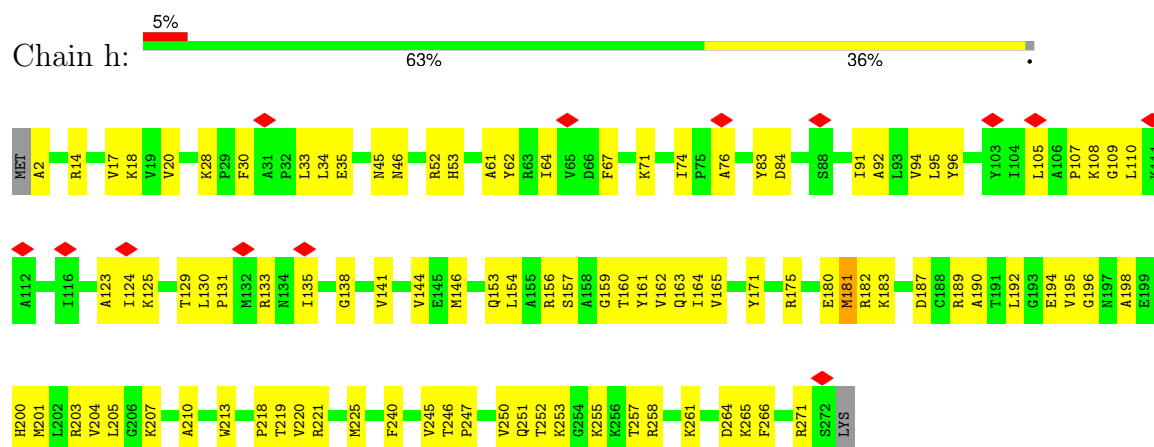 5%
Chain h:
63% 36% •
MET A2 R14 V17 K18 V19 V20 K28 P29 F30 A31 P32 L33 L34 E35 N45 N46 R52 H53 A61 Y62 R63 I64 V65 D66 F67 K71 I74 P75 A76 Y83 D84 S88 I91 A92 L93 V94 L95 Y96 Y103 I104 L105 A106 P107 K108 G109 L110 K111
A112 I116 A123 I124 K125 T129 L130 P131 M132 R133 N134 I135 G138 V141 V144 E145 M146 Q153 L154 A155 R156 S157 A158 G159 T160 Y161 V162 Q163 I164 V165 Y171 R175 E180 M181 R182 K183 D187 C188 R189 A190 T191 L192 G193 E194 V195 G196 N197 A198 E199
H200 M201 L202 R203 V204 L205 G206 K207 A210 W213 P218 T219 V220 R221 M225 F240 V245 T246 P247 V250 Q251 T252 K253 G254 K255 K256 T257 R258 K261 D264 K265 F266 R271 S272 LYS